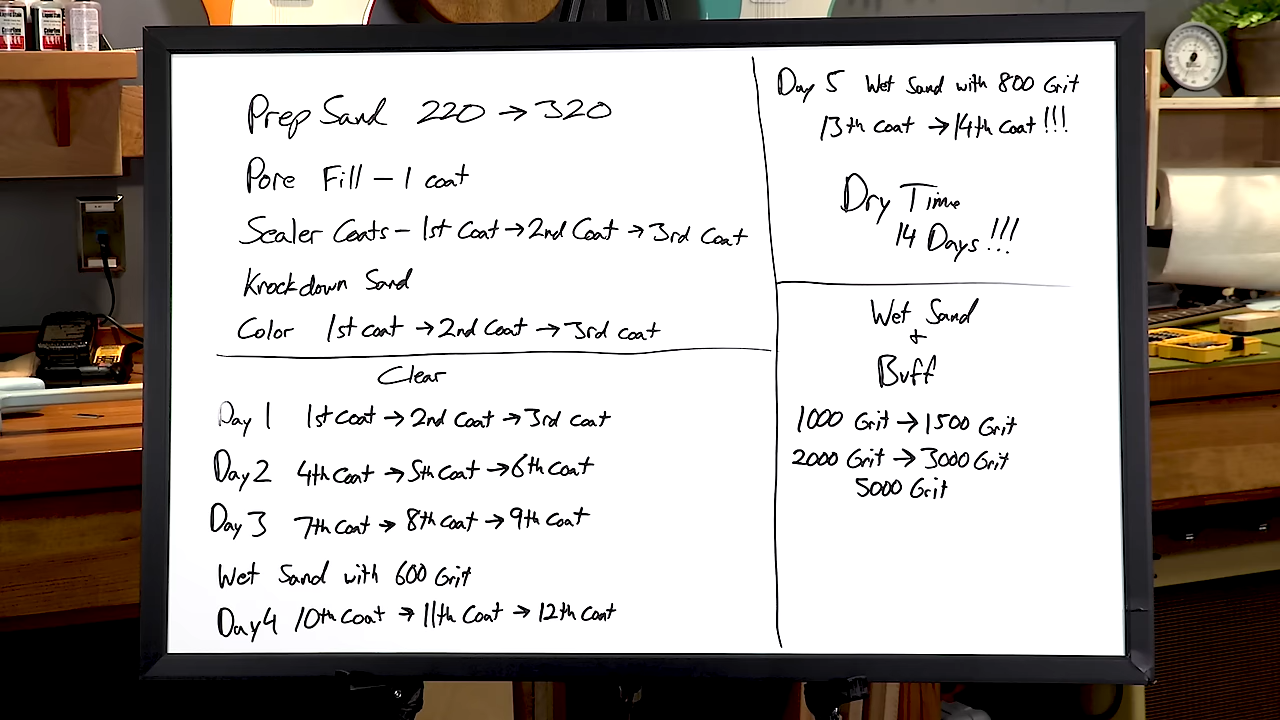 Prep Sand 220 → 320
Pore Fill – 1 coat
Sealer Coats – 1st Coat → 2nd Coat → 3rd Coat
Knockdown Sand
Color 1st coat → 2nd Coat → 3rd coat
Clear
Day 1 1st coat → 2nd Coat → 3rd coat
Day 2 4th coat → 5th coat → 6th coat
Day 3 7th coat → 8th coat → 9th coat
Wet Sand with 600 Grit
Day 4 10th coat → 11th coat → 12th coat
Day 5 Wet Sand with 800 Grit
13th coat → 14th coat!!!
Dry Time
14 Days!!!
Wet Sand
+
Buff
1000 Grit → 1500 Grit
2000 Grit → 3000 Grit
5000 Grit